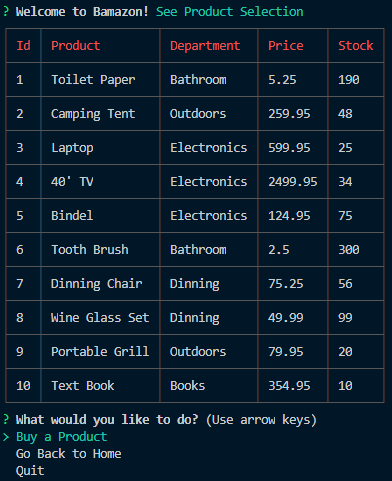 ? Welcome to Bamazon! See Product Selection
Id Product Department Price Stock
1 Toilet Paper Bathroom 5.25 190
2 Camping Tent Outdoors 259.95 48
3 Laptop Electronics 599.95 25
4 40' TV Electronics 2499.95 34
5 Bindel Electronics 124.95 75
6 Tooth Brush Bathroom 2.5 300
7 Dinning Chair Dinning 75.25 56
8 Wine Glass Set Dinning 49.99 99
9 Portable Grill Outdoors 79.95 20
10 Text Book Books 354.95 10
? What would you like to do? (Use arrow keys)
> Buy a Product
Go Back to Home
Quit